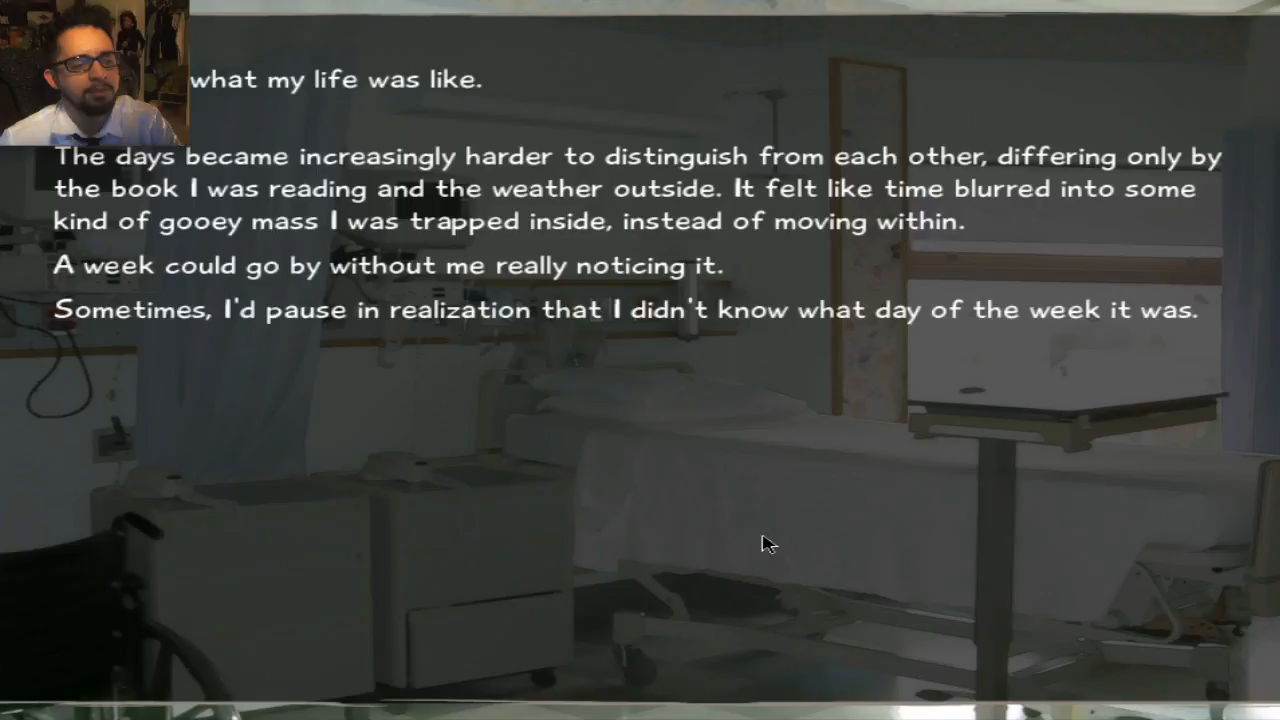 what my life was like.
The days became increasingly harder to distinguish from each other, differing only by
the book I was reading and the weather outside. It felt like time blurred into some
kind of gooey mass I was trapped inside, instead of moving within.
A week could go by without me really noticing it.
Sometimes, I'd pause in realization that I didn't know what day of the week it was.